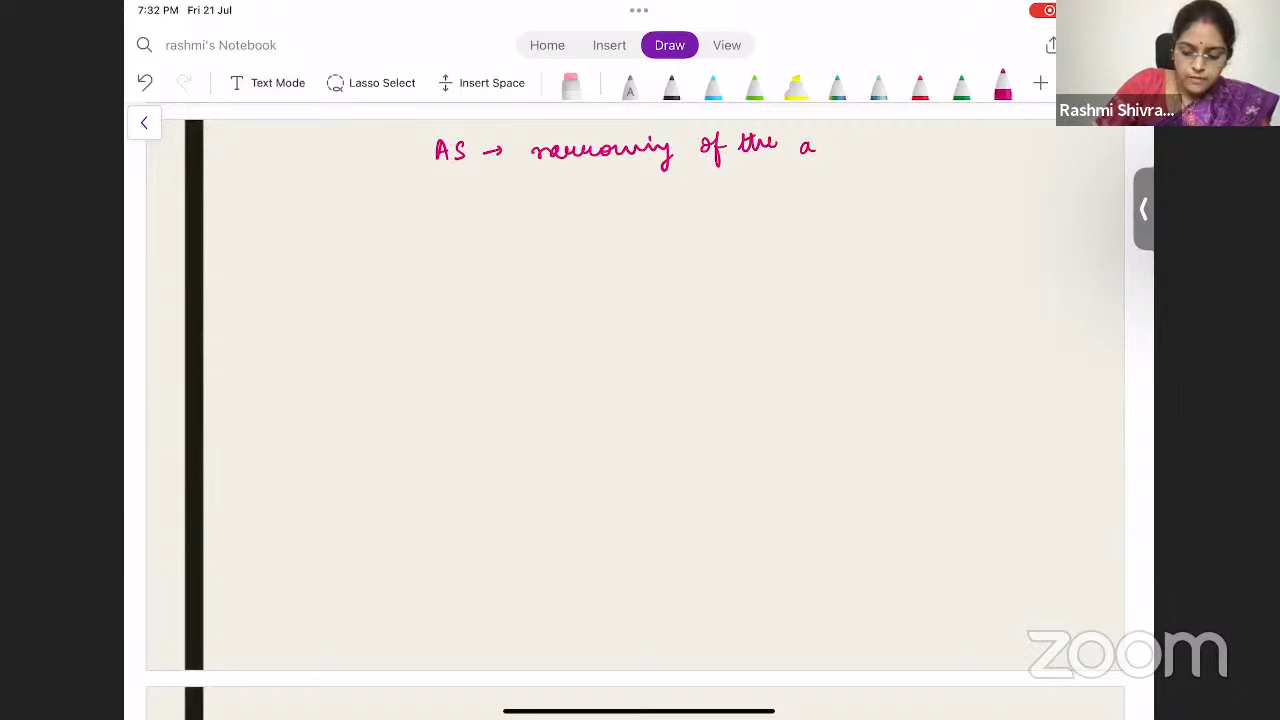 7:32 PM Fri 21 Jul
rashmi's Notebook
Home Insert Draw View
Text Mode Lasso Select Insert Space
A
Rashmi Shivra...
AS → narrowing of the a
zoom